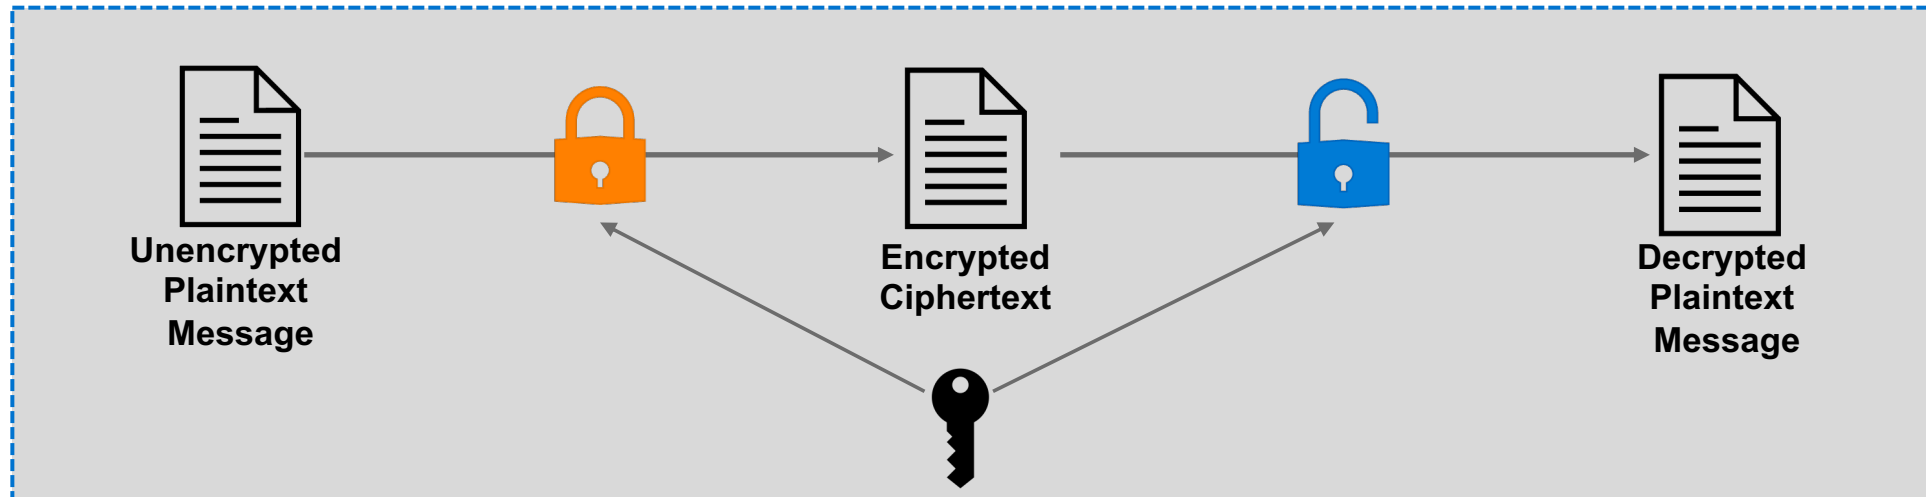 Unencrypted
Plaintext
Message
Encrypted
Ciphertext
Decrypted
Plaintext
Message